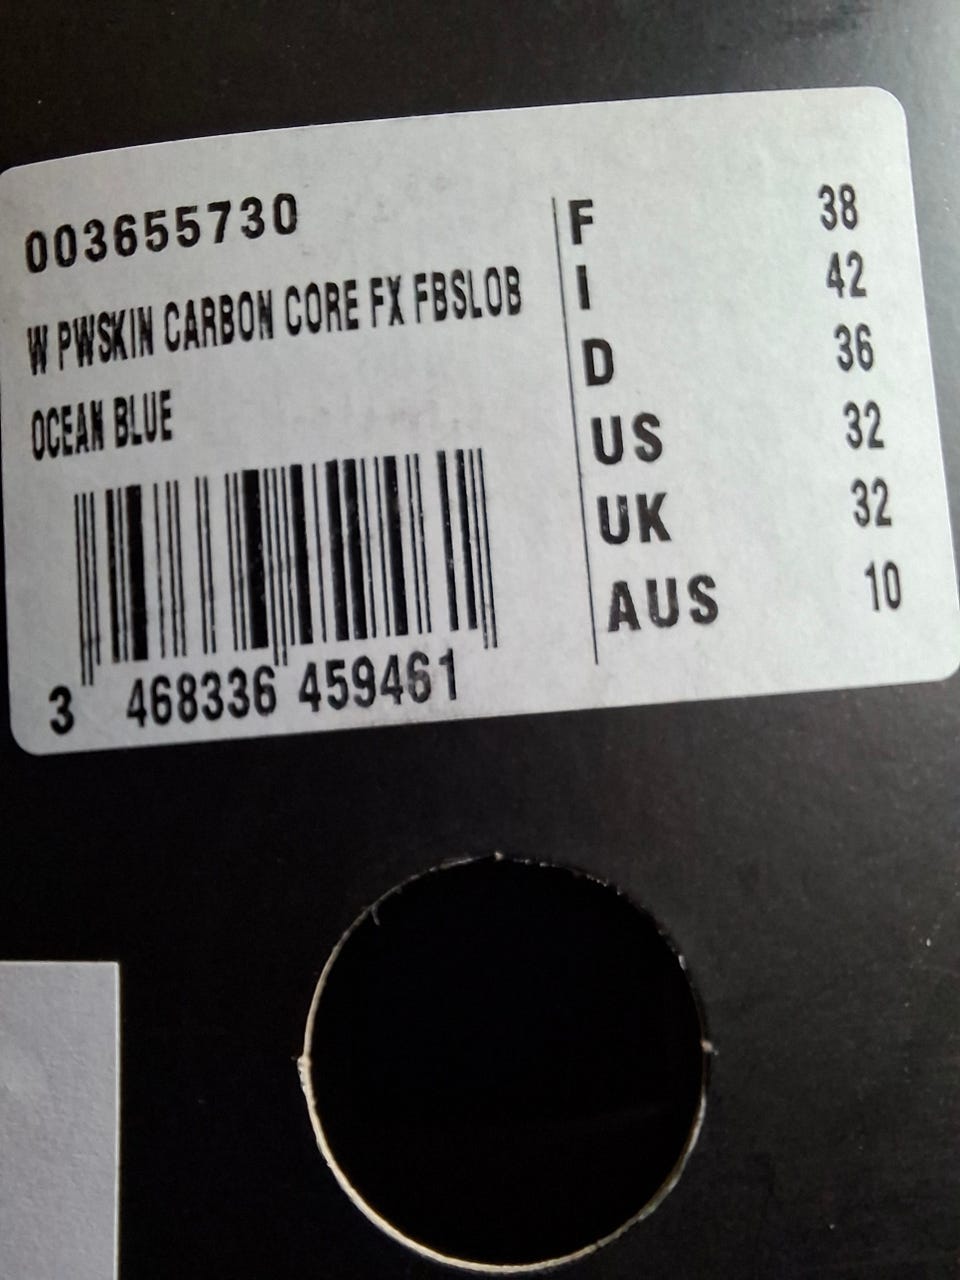 003655730
W PWSKIN CARBON CORE FX FBSLOB
OCEAN BLUE
3 468336 459461
F 38
I 42
D 36
US 32
UK 32
AUS 10